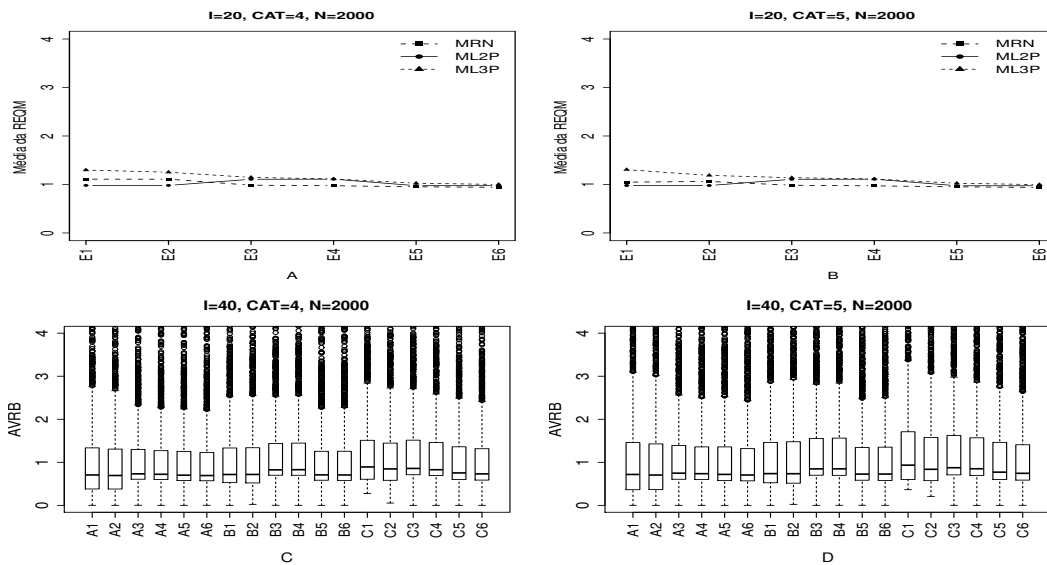 I=20, CAT=4, N=2000
Média da REQM
0 1 2 3 4
MRN
ML2P
ML3P
E1 E2 E3 E4 E5 E6
A
I=20, CAT=5, N=2000
Média da REQM
0 1 2 3 4
MRN
ML2P
ML3P
E1 E2 E3 E4 E5 E6
B
I=40, CAT=4, N=2000
AVRB
0 1 2 3 4
A1 A2 A3 A4 A5 A6 B1 B2 B3 B4 B5 B6 C1 C2 C3 C4 C5 C6
C
I=40, CAT=5, N=2000
AVRB
0 1 2 3 4
A1 A2 A3 A4 A5 A6 B1 B2 B3 B4 B5 B6 C1 C2 C3 C4 C5 C6
D